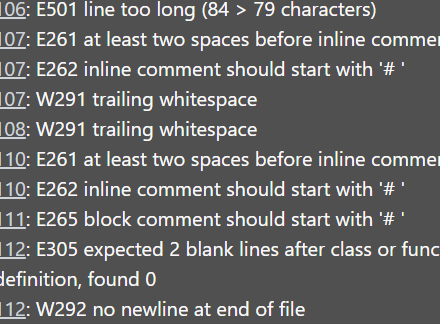 106: E501 line too long (84 > 79 characters)
107: E261 at least two spaces before inline
107: E262 inline comment should start with '# '
107: W291 trailing whitespace
108: W291 trailing whitespace
110: E261 at least two spaces before inline
110: E262 inline comment should start with '# '
111: E265 block comment should start with '# '
112: E305 expected 2 blank lines after class or
definition, found 0
112: W292 no newline at end of file